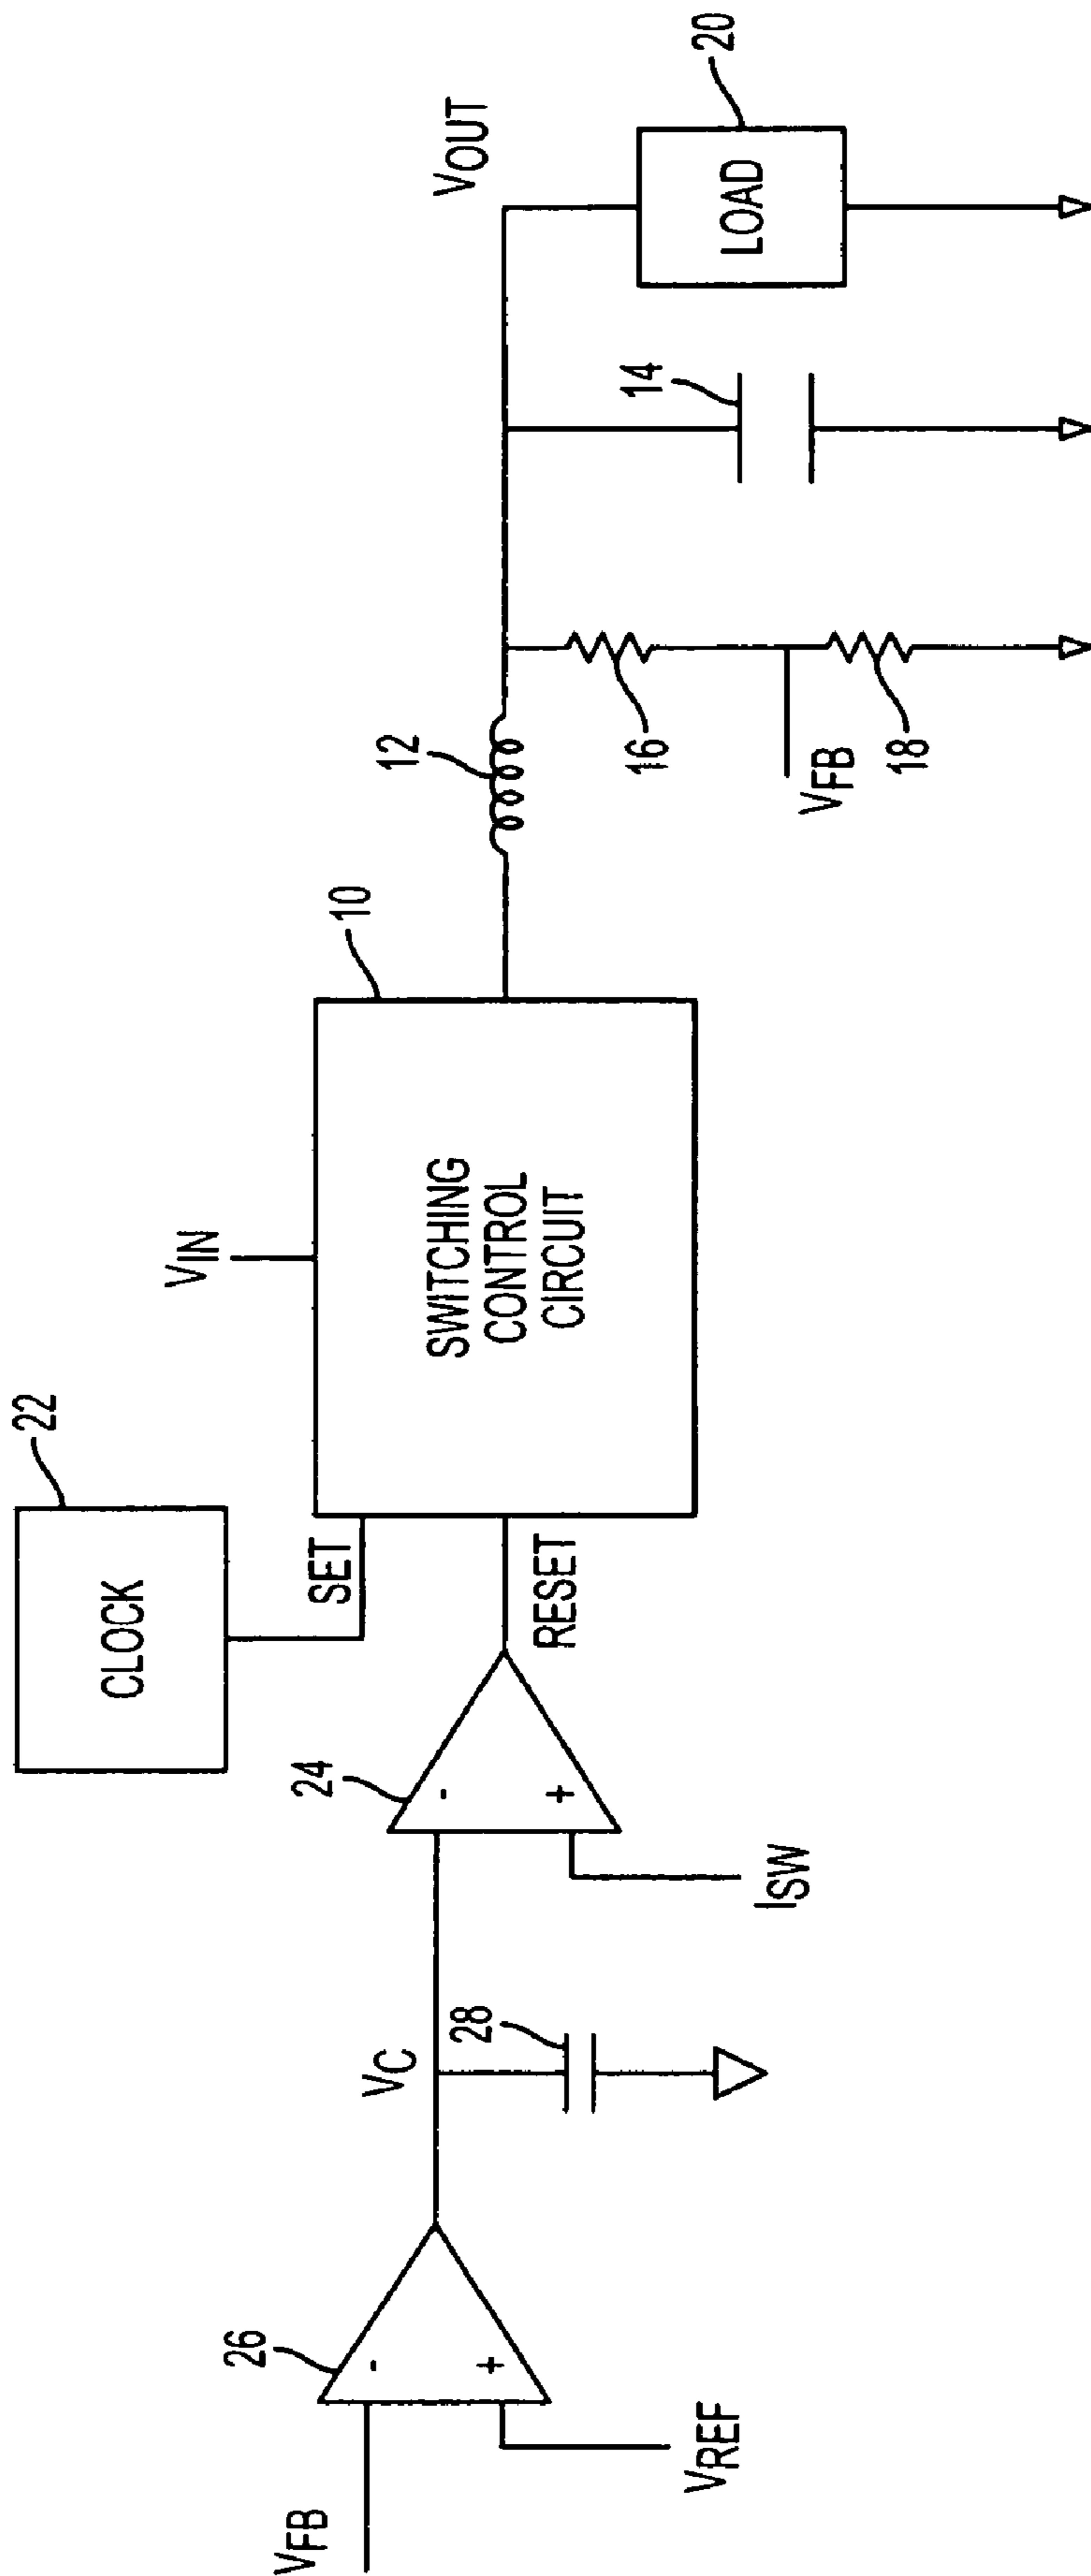 22
CLOCK
SET
VIN
10
SWITCHING
CONTROL
CIRCUIT
12
VOUT
20
LOAD
14
16
VFB
18
VFB
26
-
+
VREF
VC
28
24
-
+
ISW
RESET